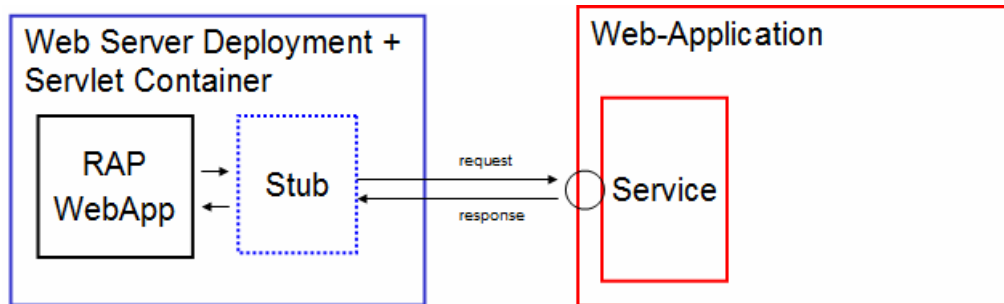 Web Server Deployment +
Servlet Container
RAP
WebApp
Stub
request
response
Web-Application
Service